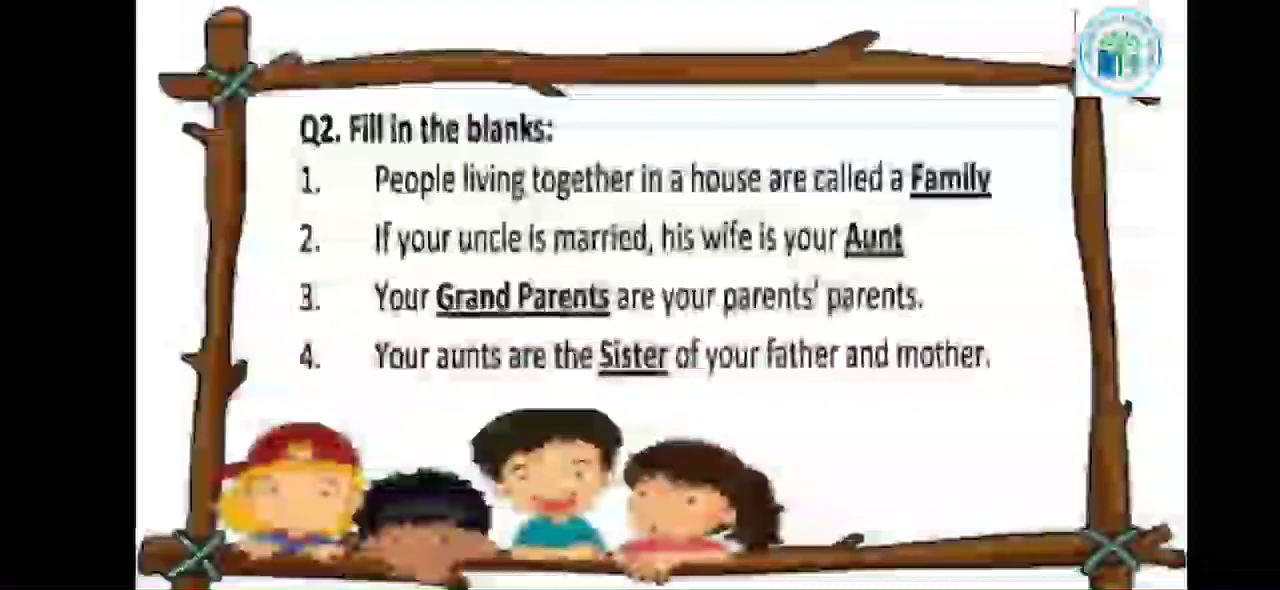 Q2. Fill in the blanks:
1. People living together in a house are called a Family
2. If your uncle is married, his wife is your Aunt
3. Your Grand Parents are your parents' parents.
4. Your aunts are the Sister of your father and mother.